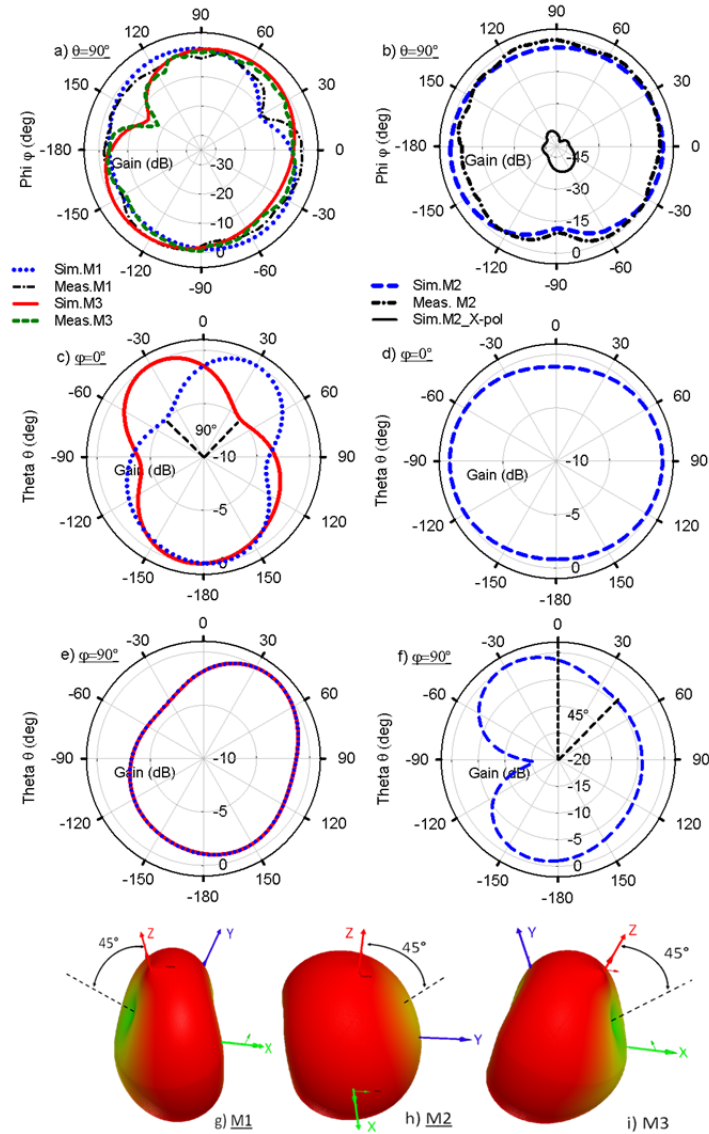 a) θ=90°
90
120
60
150
30
-180
0
-150
-30
-120
-60
-90
Phi φ (deg)
Gain (dB)
-30
-20
-10
0
b) θ=90°
90
120
60
150
30
-180
0
-150
-30
-120
-60
-90
Phi φ (deg)
Gain (dB)
-45
-30
-15
0
Sim.M1
Meas.M1
Sim.M3
Meas.M3
Sim.M2
Meas. M2
Sim.M2_X-pol
c) φ=0°
0
-30
30
-60
60
-90
90
-120
120
-150
150
-180
Theta θ (deg)
90°
Gain (dB)
-10
-5
0
d) φ=0°
0
-30
30
-60
60
-90
90
-120
120
-150
150
-180
Theta θ (deg)
Gain (dB)
-10
-5
0
e) φ=90°
0
-30
30
-60
60
-90
90
-120
120
-150
150
-180
Theta θ (deg)
Gain (dB)
-10
-5
0
f) φ=90°
0
-30
30
-60
60
-90
90
-120
120
-150
150
-180
Theta θ (deg)
45°
Gain (dB)
-20
-15
-10
-5
0
45°
Z
Y
X
g) M1
Z
45°
Y
X
h) M2
Y
Z
45°
X
i) M3